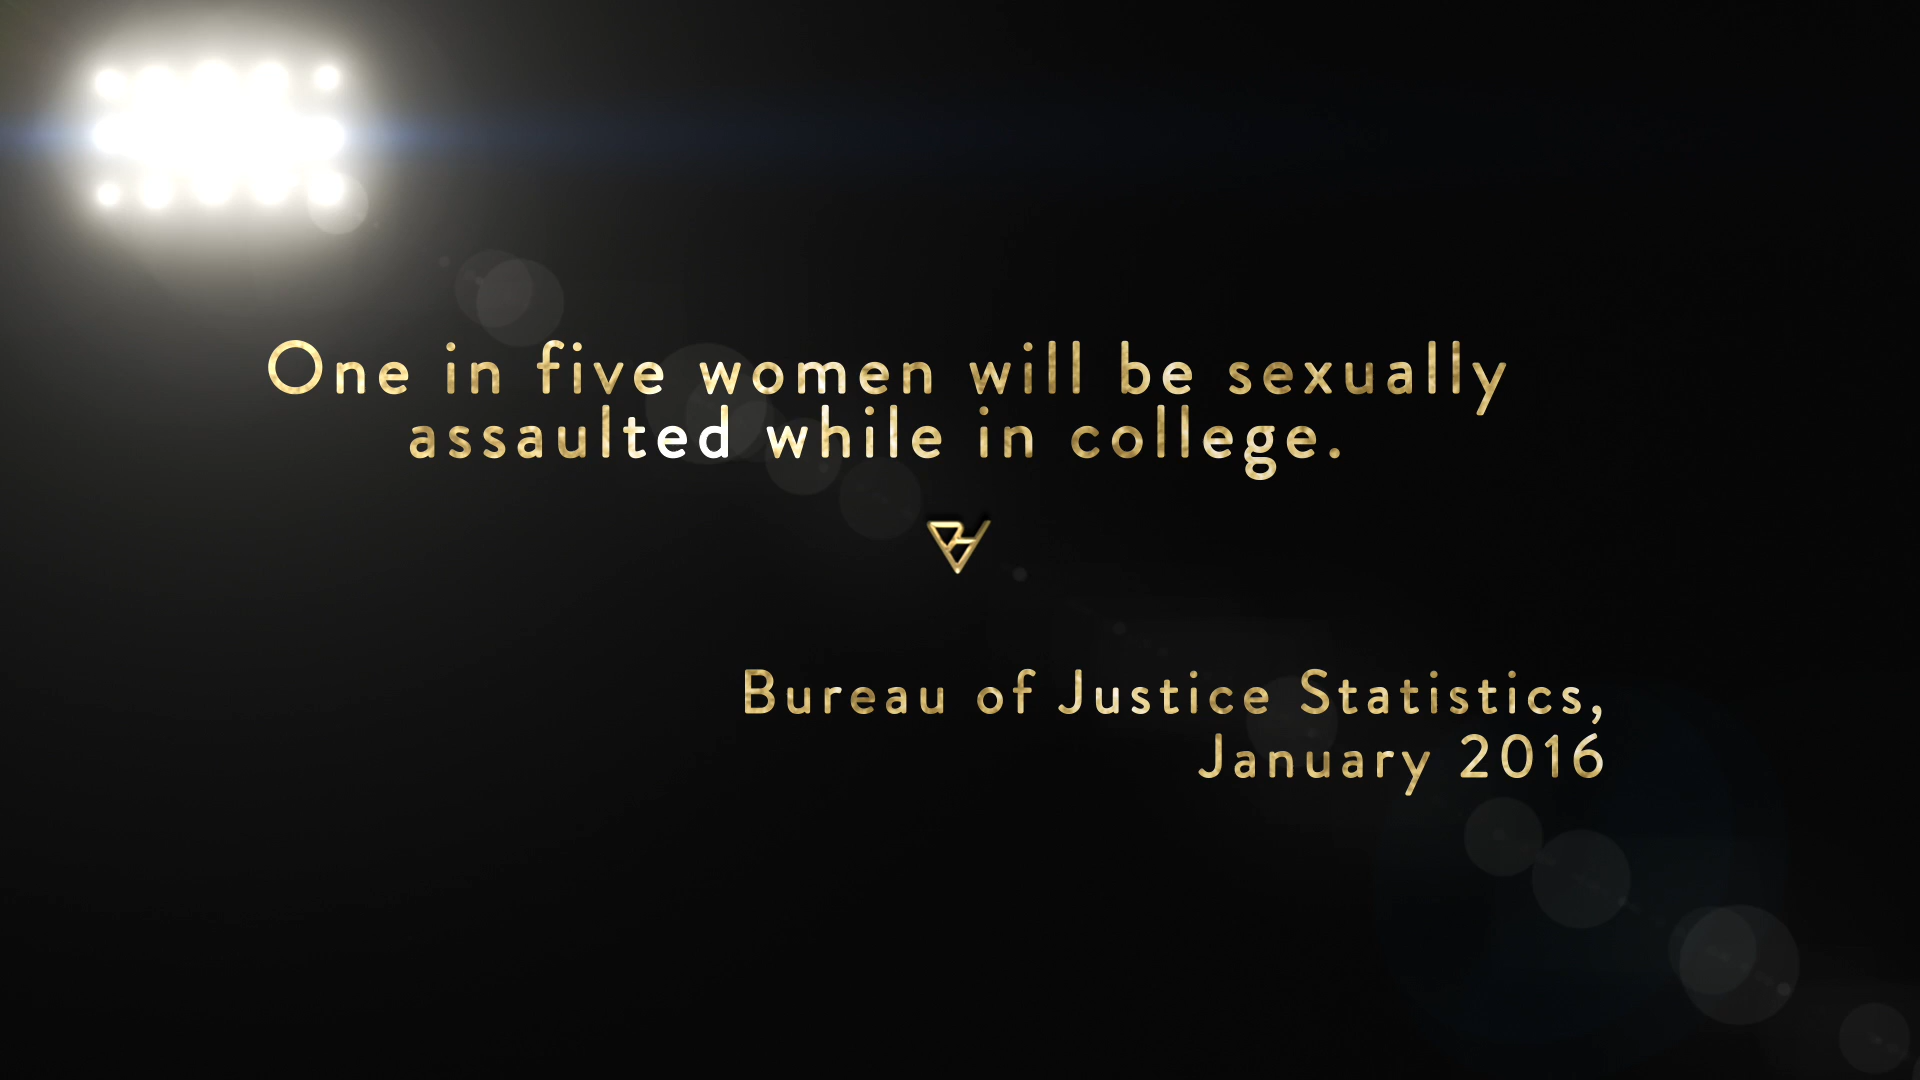 One in five women will be sexually
assaulted while in college.
Bureau of Justice Statistics,
January 2016